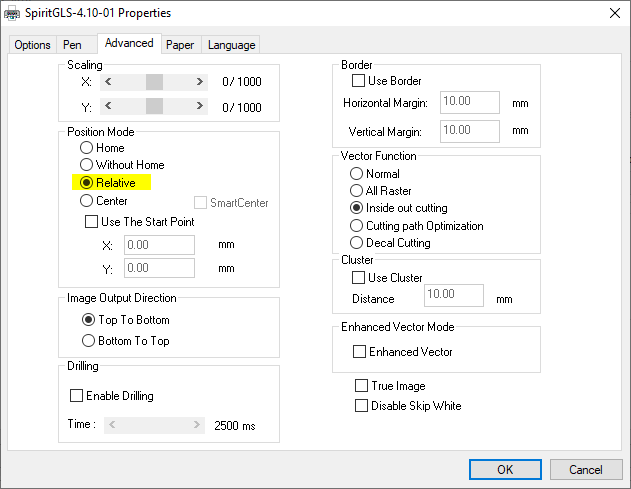 SpiritGLS-4.10-01 Properties
Options Pen Advanced Paper Language
Scaling
X: < > 0/ 1000
Y: < > 0/ 1000
Position Mode
Home
Without Home
Relative
Center SmartCenter
Use The Start Point
X: 0.00 mm
Y: 0.00 mm
Image Output Direction
Top To Bottom
Bottom To Top
Drilling
Enable Drilling
Time : < > 2500 ms
Border
Use Border
Horizontal Margin: 10.00 mm
Vertical Margin: 10.00 mm
Vector Function
Normal
All Raster
Inside out cutting
Cutting path Optimization
Decal Cutting
Cluster
Use Cluster
Distance 10.00 mm
Enhanced Vector Mode
Enhanced Vector
True Image
Disable Skip White
OK Cancel